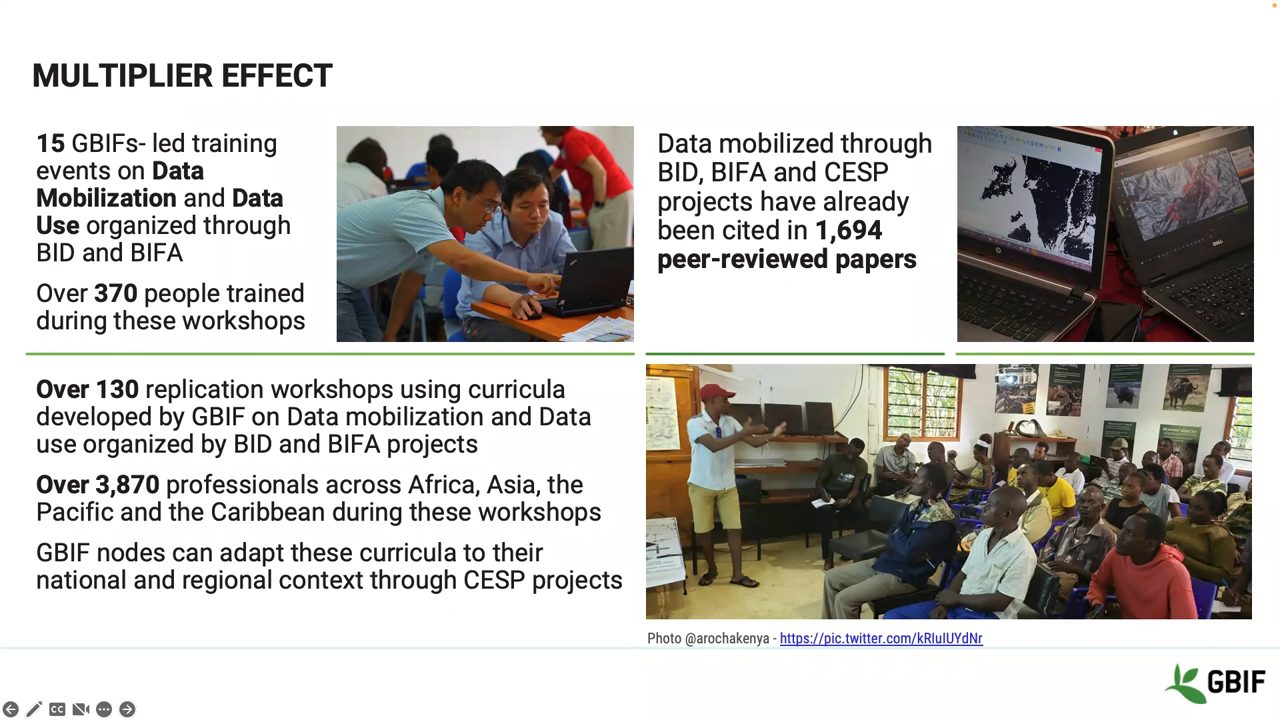 MULTIPLIER EFFECT
15 GBIFs- led training
events on Data
Mobilization and Data
Use organized through
BID and BIFA
Over 370 people trained
during these workshops
Data mobilized through
BID, BIFA and CESP
projects have already
been cited in 1,694
peer-reviewed papers
Over 130 replication workshops using curricula
developed by GBIF on Data mobilization and Data
use organized by BID and BIFA projects
Over 3,870 professionals across Africa, Asia, the
Pacific and the Caribbean during these workshops
GBIF nodes can adapt these curricula to their
national and regional context through CESP projects
Photo @arochakenya - https://pic.twitter.com/kRIuIUYdNr
GBIF
CC